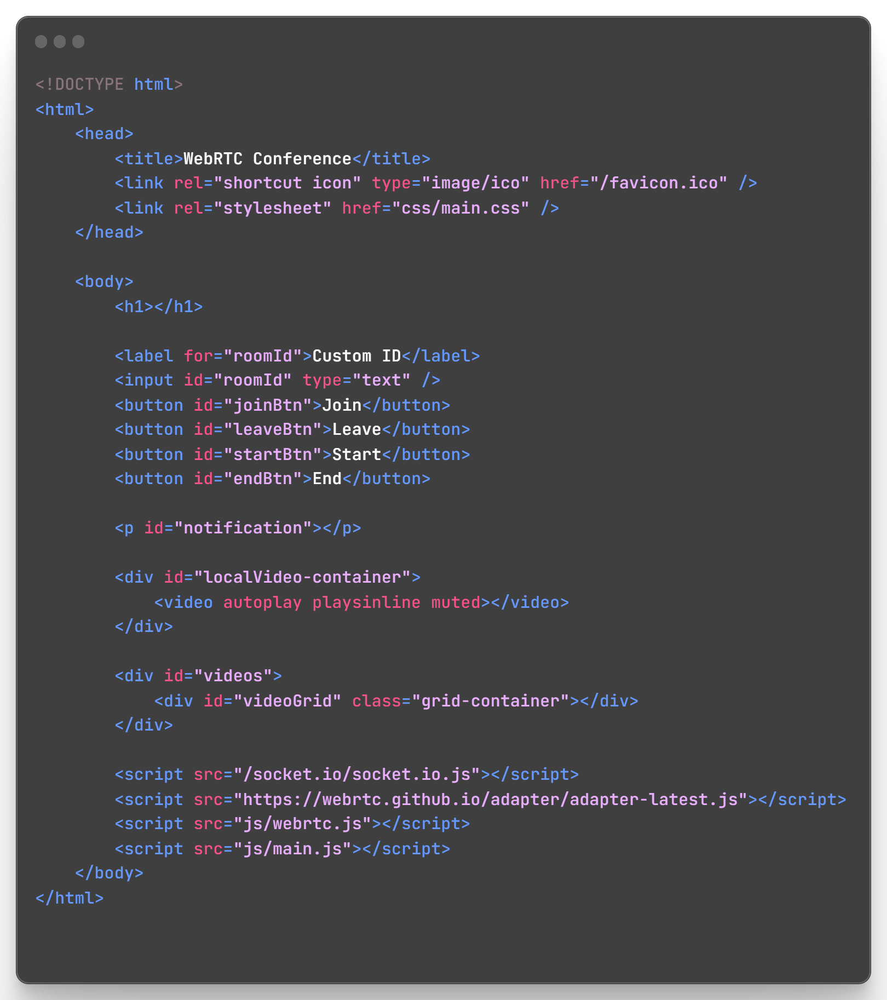 <!DOCTYPE html>
<html>
    <head>
        <title>WebRTC Conference</title>
        <link rel="shortcut icon" type="image/ico" href="/favicon.ico" />
        <link rel="stylesheet" href="css/main.css" />
    </head>

    <body>
        <h1></h1>

        <label for="roomId">Custom ID</label>
        <input id="roomId" type="text" />
        <button id="joinBtn">Join</button>
        <button id="leaveBtn">Leave</button>
        <button id="startBtn">Start</button>
        <button id="endBtn">End</button>

        <p id="notification"></p>

        <div id="localVideo-container">
            <video autoplay playsinline muted></video>
        </div>

        <div id="videos">
            <div id="videoGrid" class="grid-container"></div>
        </div>

        <script src="/socket.io/socket.io.js"></script>
        <script src="https://webrtc.github.io/adapter/adapter-latest.js"></script>
        <script src="js/webrtc.js"></script>
        <script src="js/main.js"></script>
    </body>
</html>